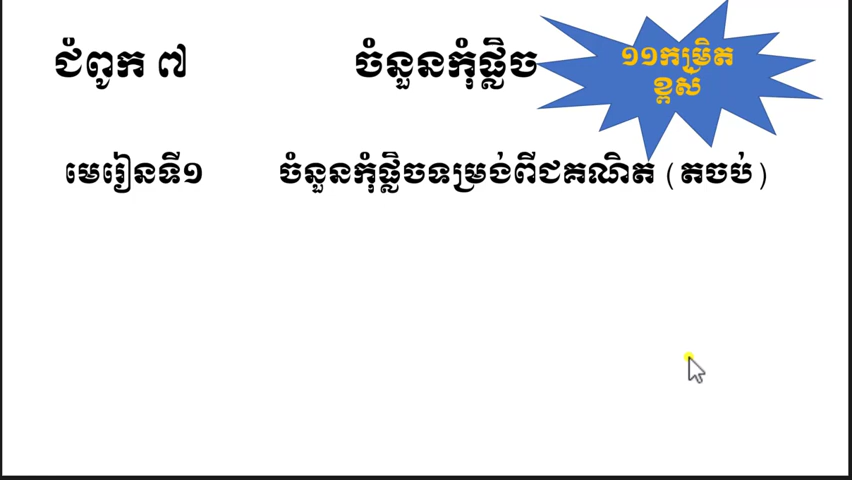 ជំពូក ៧
ចំនួនកុំផ្លិច
១១កម្រិត
ខ្ពស់
មេរៀនទី១
ចំនួនកុំផ្លិចទម្រង់ពីជគណិត (តចប់)